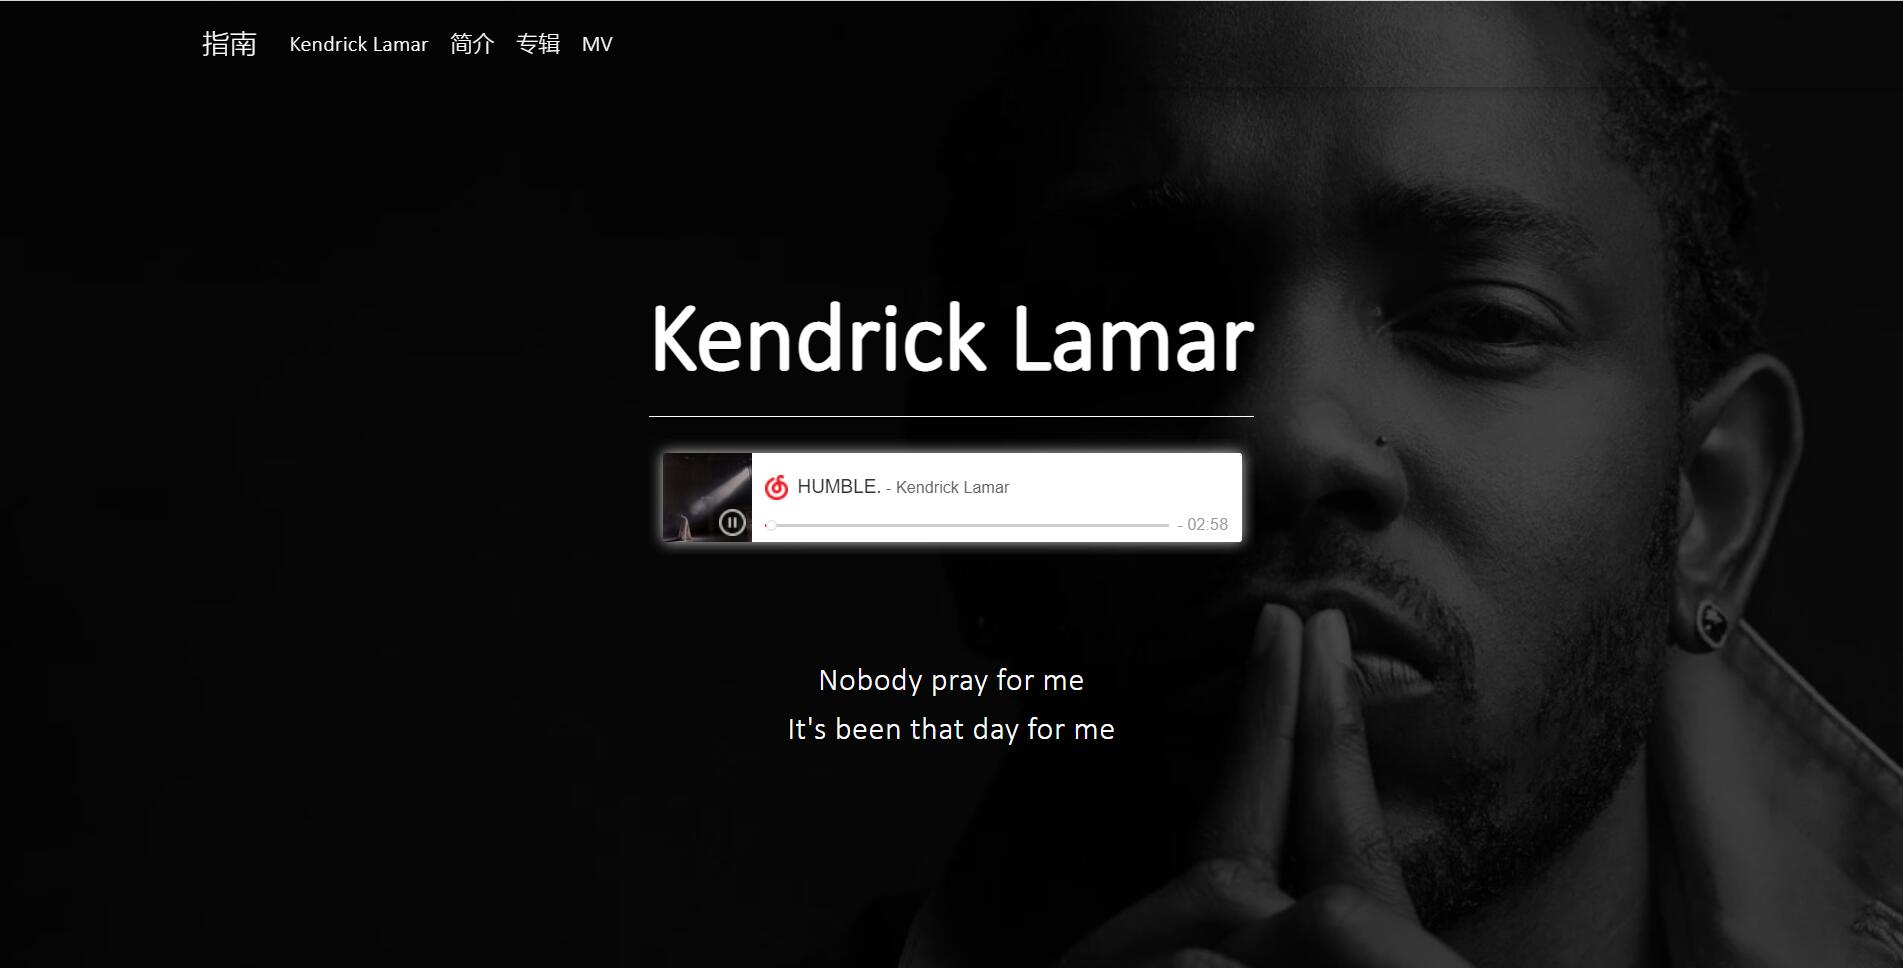 指南 Kendrick Lamar 简介 专辑 MV
Kendrick Lamar
HUMBLE. - Kendrick Lamar
- 02:58
Nobody pray for me
It's been that day for me